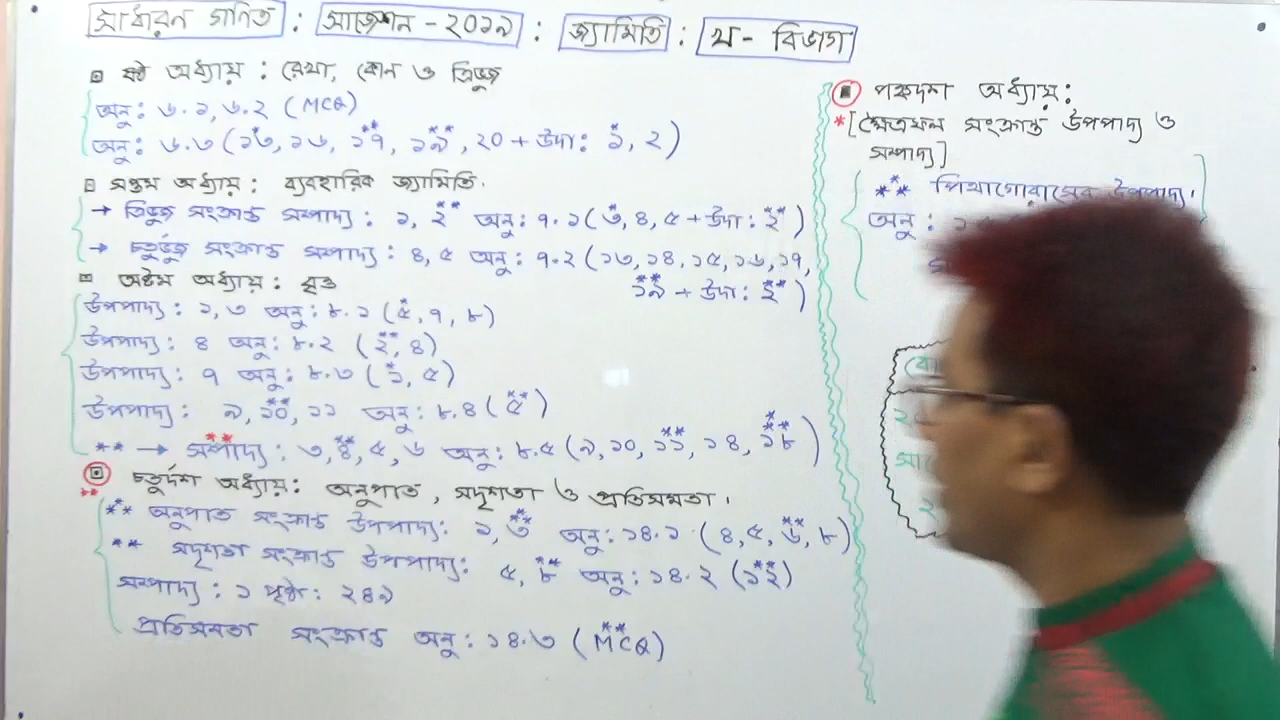 সাধারন গনিত : সাজেশন - ২০১৯ : জ্যামিতি : খ - বিভাগ
ষষ্ঠ অধ্যায় : রেখা, কোন ও ত্রিভুজ
অনু: ৬.১, ৬.২ (MCQ)
অনু: ৬.৩ (১৩*, ১৬, ১৭**, ১৯**, ২০ + উদা: ১*, ২)
সপ্তম অধ্যায় : ব্যবহারিক জ্যামিতি.
→ ত্রিভুজ সংক্রান্ত সম্পাদ্য : ১, ২** অনু: ৭.১ (৩*, ৪, ৫ + উদা: ২**)
→ চতুর্ভুজ সংক্রান্ত সম্পাদ্য : ৪, ৫ অনু: ৭.২ (১৩, ১৪, ১৫, ১৬, ১৭,
১৯** + উদা: ২**)
অষ্টম অধ্যায় : বৃত্ত
উপপাদ্য : ১, ৩ অনু: ৮.১ (৫*, ৭, ৮)
উপপাদ্য : ৪ অনু: ৮.২ (২**, ৪)
উপপাদ্য : ৭ অনু: ৮.৩ (১*, ৫)
উপপাদ্য : ৯, ১০**, ১১ অনু: ৮.৪ (৫**)
** → সম্পাদ্য : ৩, ৪**, ৫, ৬ অনু: ৮.৫ (৯, ১০, ১১**, ১৪, ১৮**)
চতুর্দশ অধ্যায়: অনুপাত, সদৃশতা ও প্রতিসমতা.
** অনুপাত সংক্রান্ত উপপাদ্য: ১, ৩** অনু: ১৪.১ (৪, ৫, ৬**, ৮)
** সদৃশতা সংক্রান্ত উপপাদ্য: ৫, ৮** অনু: ১৪.২ (১২**)
সম্পাদ্য : ১ পৃষ্ঠা: ২৪৯
প্রতিসমতা সংক্রান্ত অনু: ১৪.৩ (MCQ**)
পঞ্চদশ অধ্যায় :
* [ক্ষেত্রফল সংক্রান্ত উপপাদ্য ও
সম্পাদ্য]
** পিথাগোরাসের উপপাদ্য.
অনু :